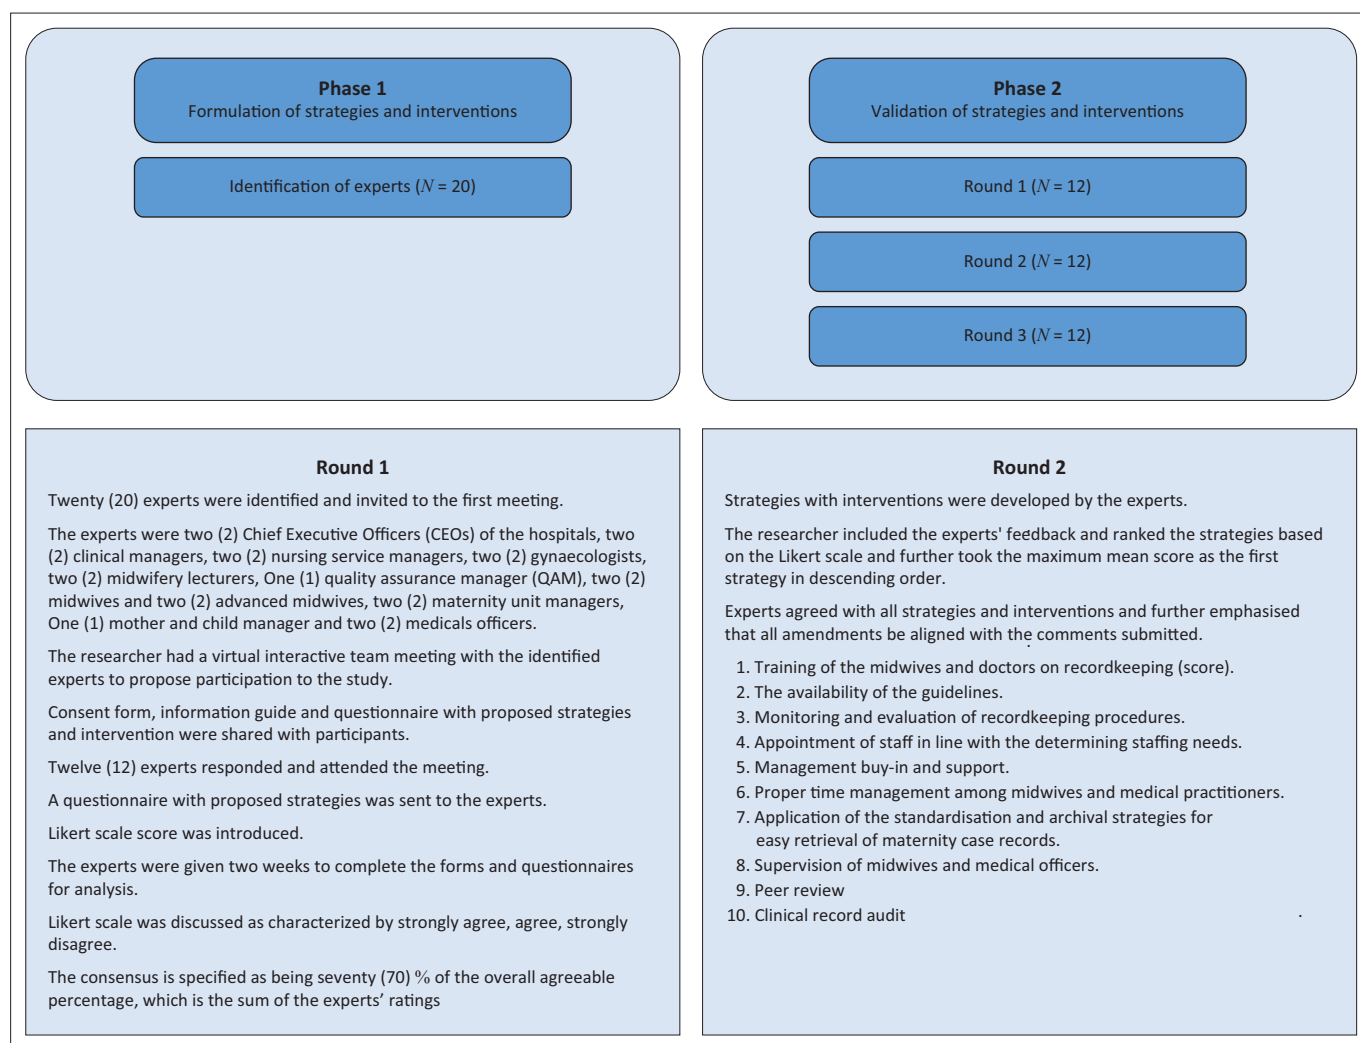 Phase 1
Formulation of strategies and interventions
Identification of experts (N = 20)
Phase 2
Validation of strategies and interventions
Round 1 (N = 12)
Round 2 (N = 12)
Round 3 (N = 12)
Round 1
Twenty (20) experts were identified and invited to the first meeting.
The experts were two (2) Chief Executive Officers (CEOs) of the hospitals, two
(2) clinical managers, two (2) nursing service managers, two (2) gynaecologists,
two (2) midwifery lecturers, One (1) quality assurance manager (QAM), two (2)
midwives and two (2) advanced midwives, two (2) maternity unit managers,
One (1) mother and child manager and two (2) medicals officers.
The researcher had a virtual interactive team meeting with the identified
experts to propose participation to the study.
Consent form, information guide and questionnaire with proposed strategies
and intervention were shared with participants.
Twelve (12) experts responded and attended the meeting.
A questionnaire with proposed strategies was sent to the experts.
Likert scale score was introduced.
The experts were given two weeks to complete the forms and questionnaires
for analysis.
Likert scale was discussed as characterized by strongly agree, agree, strongly
disagree.
The consensus is specified as being seventy (70) % of the overall agreeable
percentage, which is the sum of the experts’ ratings
Round 2
Strategies with interventions were developed by the experts.
The researcher included the experts' feedback and ranked the strategies based
on the Likert scale and further took the maximum mean score as the first
strategy in descending order.
Experts agreed with all strategies and interventions and further emphasised
that all amendments be aligned with the comments submitted.
1. Training of the midwives and doctors on recordkeeping (score).
2. The availability of the guidelines.
3. Monitoring and evaluation of recordkeeping procedures.
4. Appointment of staff in line with the determining staffing needs.
5. Management buy-in and support.
6. Proper time management among midwives and medical practitioners.
7. Application of the standardisation and archival strategies for
easy retrieval of maternity case records.
8. Supervision of midwives and medical officers.
9. Peer review
10. Clinical record audit